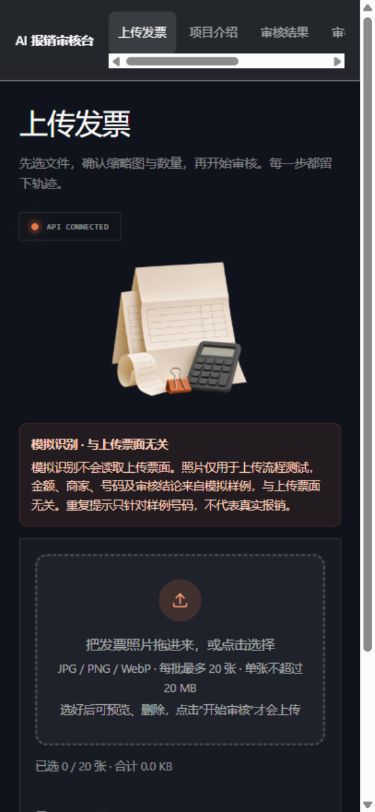 AI 报销审核台
上传发票
项目介绍
审核结果
上传发票
先选文件，确认缩略图与数量，再开始审核。每一步都留
下轨迹。
API CONNECTED
模拟识别 · 与上传票面无关
模拟识别不会读取上传票面。照片仅用于上传流程测试，
金额、商家、号码及审核结论来自模拟样例，与上传票面
无关。重复提示只针对样例号码，不代表真实报销。
把发票照片拖进来，或点击选择
JPG / PNG / WebP · 每批最多 20 张 · 单张不超过
20 MB
选好后可预览、删除，点击“开始审核”才会上传
已选 0 / 20 张 · 合计 0.0 KB